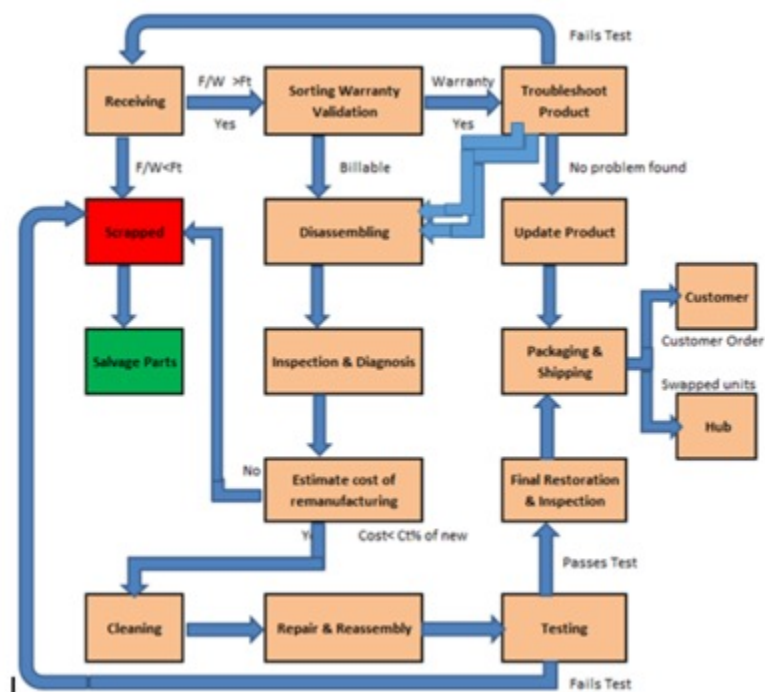 Fails Test
Receiving
F/W >Ft
Yes
Sorting Warranty
Validation
Warranty
Yes
Troubleshoot
Product
F/W<Ft
Billable
No problem found
Scrapped
Disassembling
Update Product
Customer
Customer Order
Salvage Parts
Inspection & Diagnosis
Packaging &
Shipping
Swapped units
Hub
No
Estimate cost of
remanufacturing
Final Restoration
& Inspection
Cost< Ct% of new
Passes Test
Cleaning
Repair & Reassembly
Testing
Fails Test